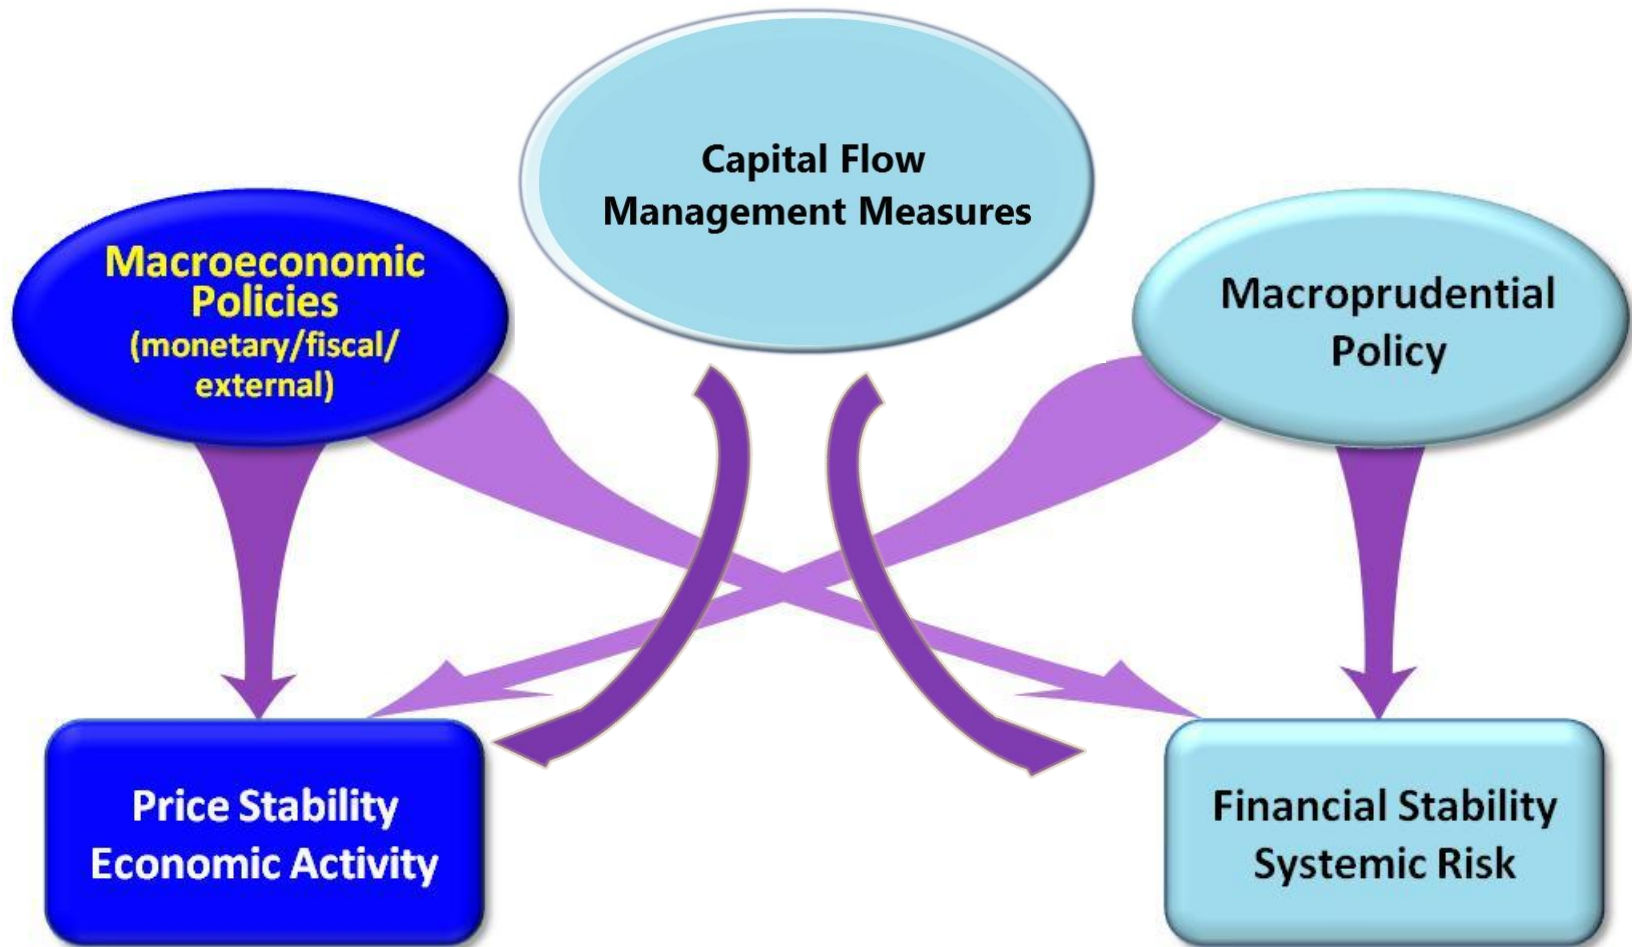 Capital Flow
Management Measures
Macroeconomic
Policies
(monetary/fiscal/
external)
Macroprudential
Policy
Price Stability
Economic Activity
Financial Stability
Systemic Risk